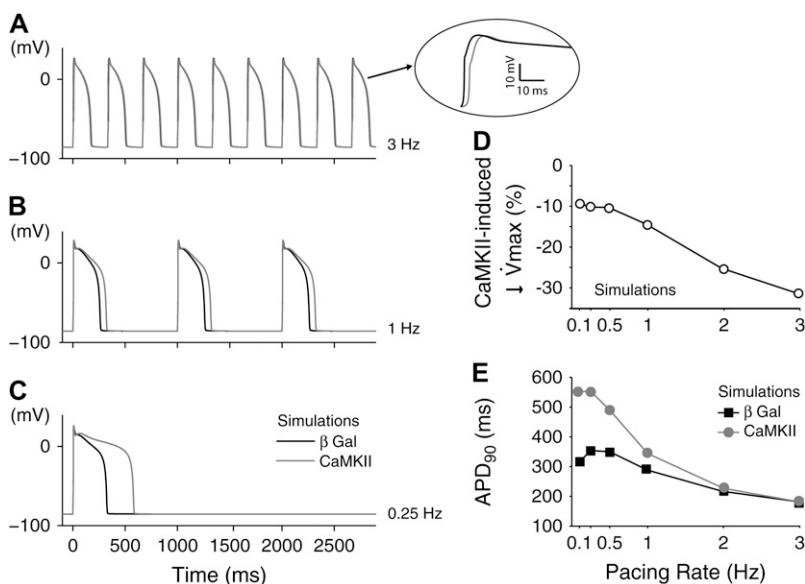 A
(mV)
0
−100
3 Hz
10 mV
10 ms
B
(mV)
0
−100
1 Hz
C
(mV)
0
−100
Simulations
β Gal
CaMKII
0.25 Hz
0 500 1000 1500 2000 2500
Time (ms)
D
CaMKII-induced
↓ V̇max (%)
0
-10
-20
-30
Simulations
0.1 0.5 1 2 3
E
APD90 (ms)
600
500
400
300
200
100
Simulations
β Gal
CaMKII
0.1 0.5 1 2 3
Pacing Rate (Hz)